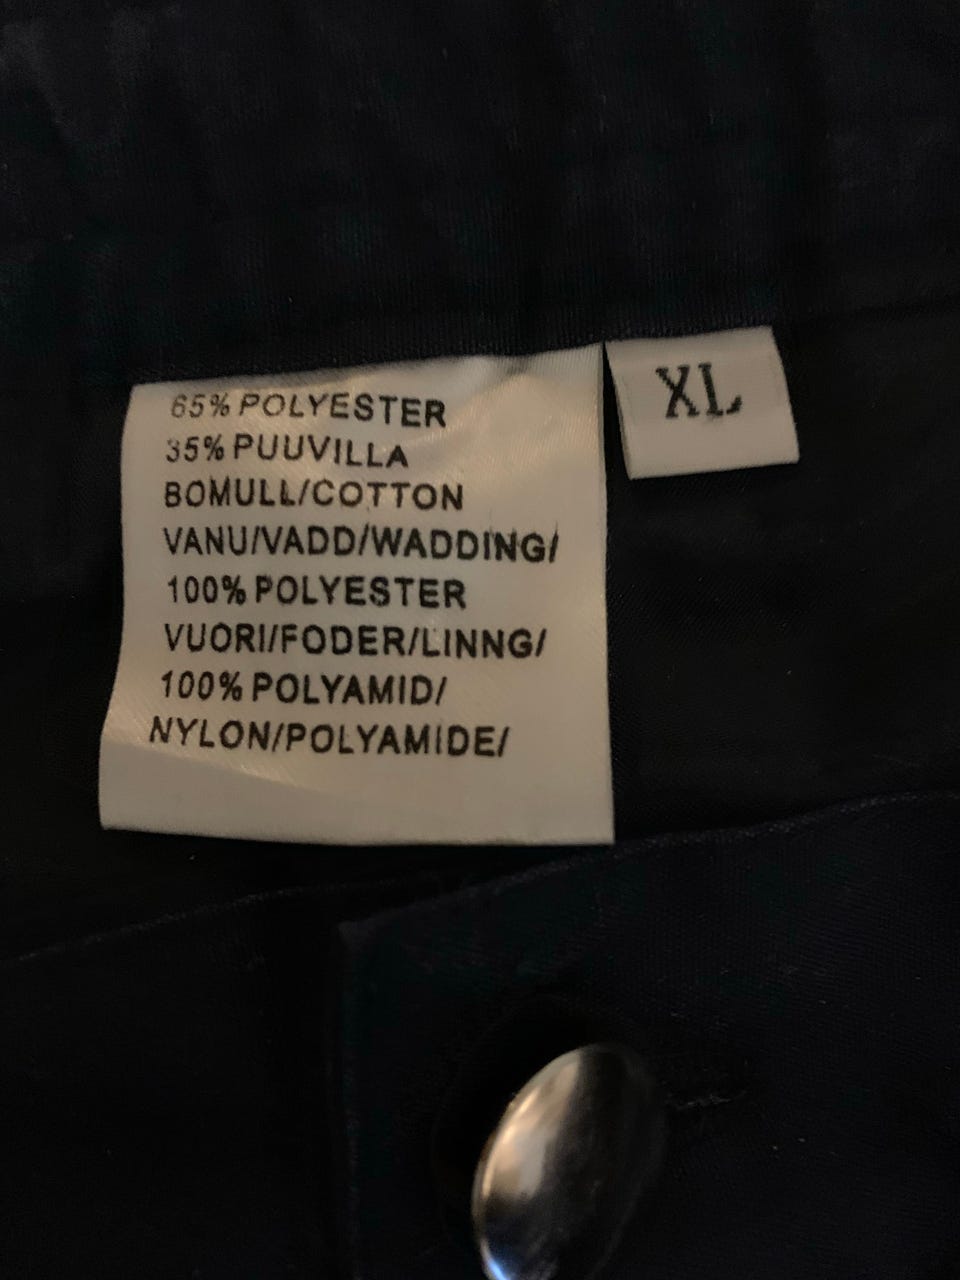 65% POLYESTER
35% PUUVILLA
BOMULL/COTTON
VANU/VADD/WADDING/
100% POLYESTER
VUORI/FODER/LINNG/
100% POLYAMID/
NYLON/POLYAMIDE/
XL